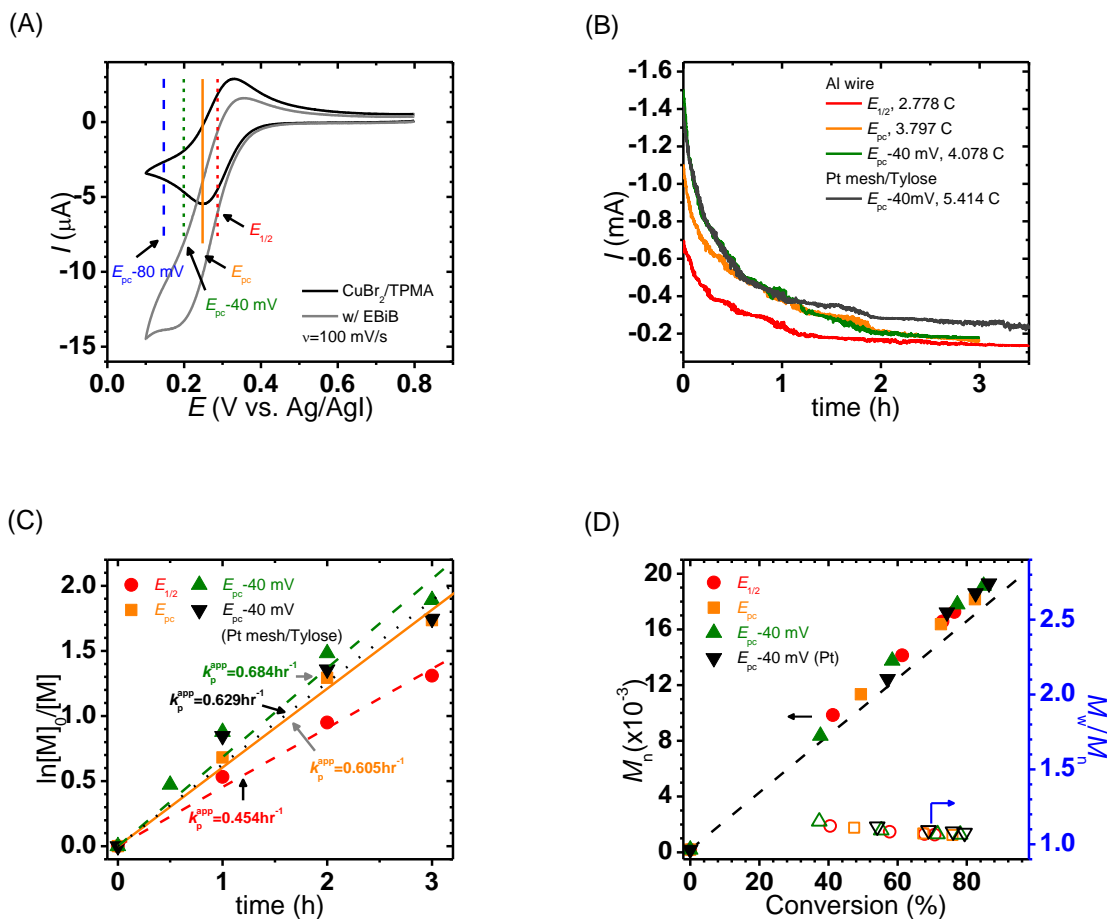 (A)
5
0
-5
-10
-15
0.0
0.2
0.4
0.6
0.8
I (μA)
E (V vs. Ag/AgI)
E1/2
Epc
Epc-80 mV
Epc-40 mV
CuBr2/TPMA
w/ EBiB
ν=100 mV/s
(B)
-1.6
-1.4
-1.2
-1.0
-0.8
-0.6
-0.4
-0.2
0
1
2
3
I (mA)
time (h)
Al wire
E1/2, 2.778 C
Epc, 3.797 C
Epc-40 mV, 4.078 C
Pt mesh/Tylose
Epc-40mV, 5.414 C
(C)
2.0
1.5
1.0
0.5
0.0
0
1
2
3
ln[M]0/[M]
time (h)
E1/2
Epc-40 mV
Epc
Epc-40 mV
(Pt mesh/Tylose)
kpapp=0.684hr-1
kpapp=0.629hr-1
kpapp=0.605hr-1
kpapp=0.454hr-1
(D)
20
16
12
8
4
0
0
20
40
60
80
2.5
2.0
1.5
1.0
Mn (x10-3)
Mw/Mn
Conversion (%)
E1/2
Epc
Epc-40 mV
Epc-40 mV (Pt)